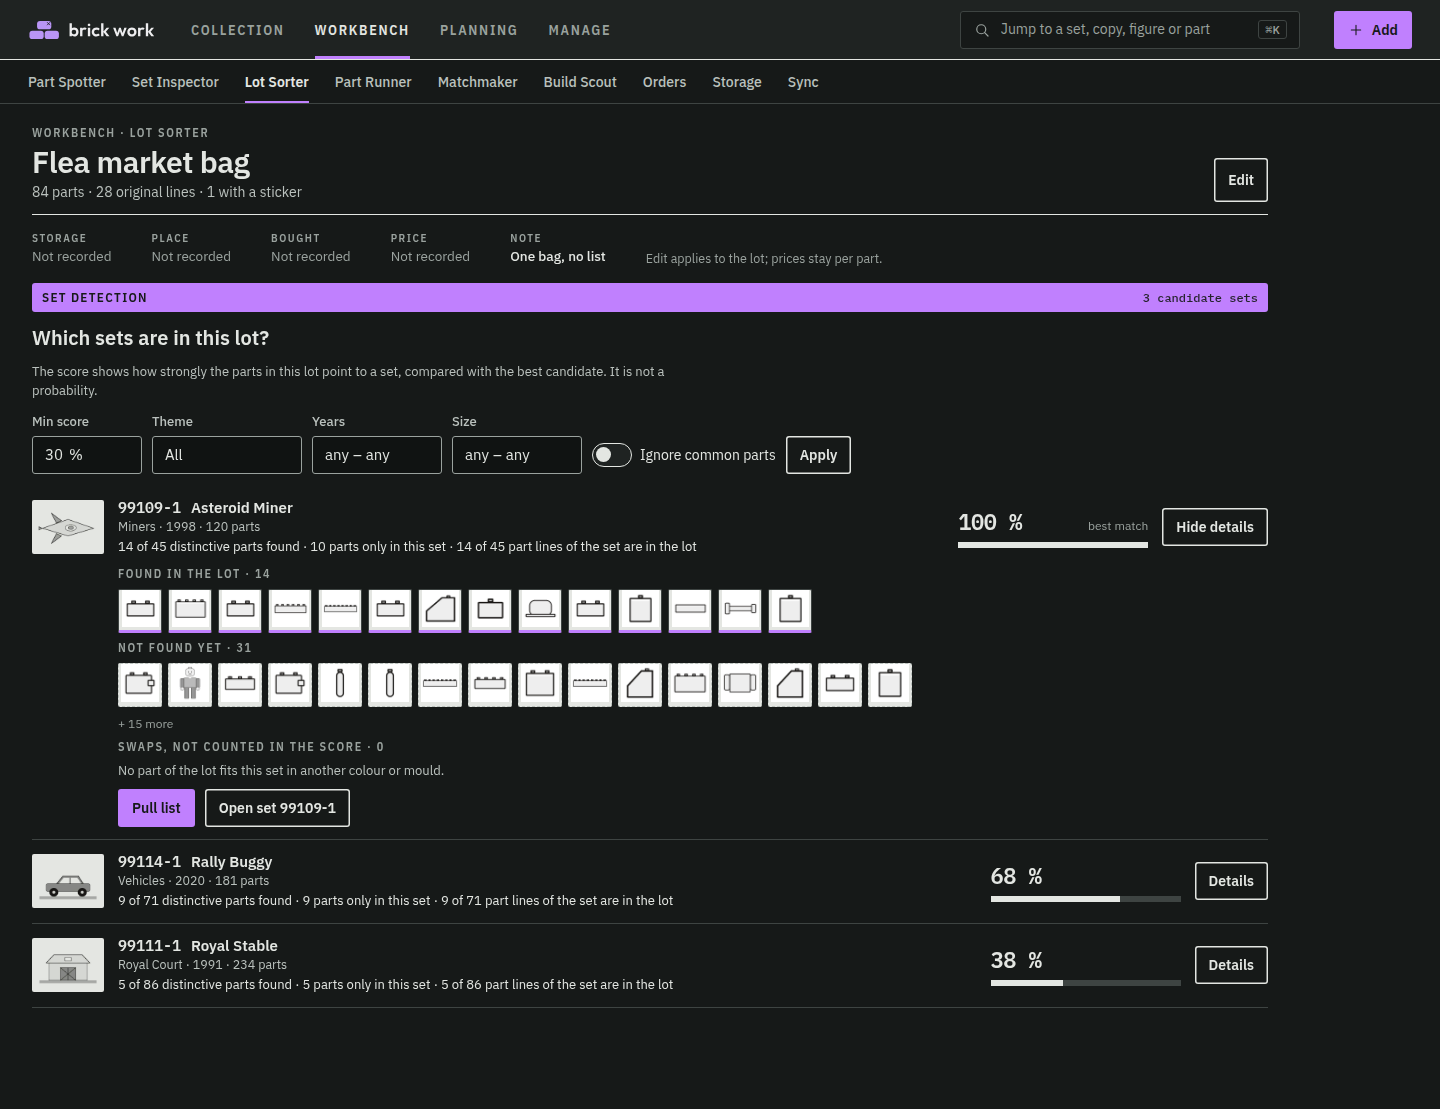 brick work
COLLECTION
WORKBENCH
PLANNING
MANAGE
Jump to a set, copy, figure or part
⌘K
+ Add
Part Spotter
Set Inspector
Lot Sorter
Part Runner
Matchmaker
Build Scout
Orders
Storage
Sync
WORKBENCH · LOT SORTER
Flea market bag
84 parts · 28 original lines · 1 with a sticker
Edit
STORAGE
Not recorded
PLACE
Not recorded
BOUGHT
Not recorded
PRICE
Not recorded
NOTE
One bag, no list
Edit applies to the lot; prices stay per part.
SET DETECTION
3 candidate sets
Which sets are in this lot?
The score shows how strongly the parts in this lot point to a set, compared with the best candidate. It is not a
probability.
Min score
30 %
Theme
All
Years
any – any
Size
any – any
Ignore common parts
Apply
99109-1 Asteroid Miner
Miners · 1998 · 120 parts
14 of 45 distinctive parts found · 10 parts only in this set · 14 of 45 part lines of the set are in the lot
100 %
best match
Hide details
FOUND IN THE LOT · 14
NOT FOUND YET · 31
+ 15 more
SWAPS, NOT COUNTED IN THE SCORE · 0
No part of the lot fits this set in another colour or mould.
Pull list
Open set 99109-1
99114-1 Rally Buggy
Vehicles · 2020 · 181 parts
9 of 71 distinctive parts found · 9 parts only in this set · 9 of 71 part lines of the set are in the lot
68 %
Details
99111-1 Royal Stable
Royal Court · 1991 · 234 parts
5 of 86 distinctive parts found · 5 parts only in this set · 5 of 86 part lines of the set are in the lot
38 %
Details